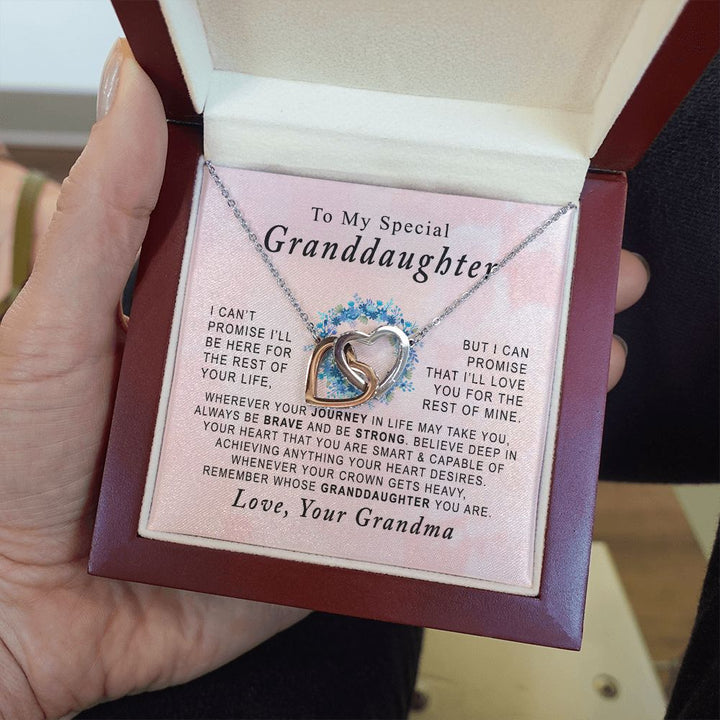 To My Special
Granddaughter
I CAN'T
PROMISE I'LL
BE HERE FOR
THE REST OF
YOUR LIFE,
BUT I CAN
PROMISE
THAT I'LL LOVE
YOU FOR THE
REST OF MINE.
WHEREVER YOUR JOURNEY IN LIFE MAY TAKE YOU,
ALWAYS BE BRAVE AND BE STRONG. BELIEVE DEEP IN
YOUR HEART THAT YOU ARE SMART & CAPABLE OF
ACHIEVING ANYTHING YOUR HEART DESIRES.
WHENEVER YOUR CROWN GETS HEAVY,
REMEMBER WHOSE GRANDDAUGHTER YOU ARE.
Love, Your Grandma